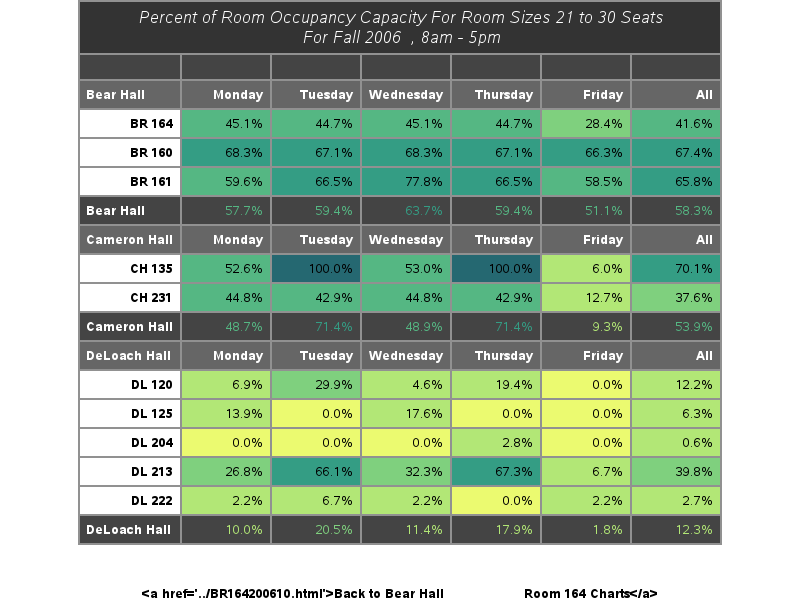 Percent of Room Occupancy Capacity For Room Sizes 21 to 30 Seats
For Fall 2006 , 8am - 5pm
Bear Hall Monday Tuesday Wednesday Thursday Friday All
BR 164 45.1% 44.7% 45.1% 44.7% 28.4% 41.6%
BR 160 68.3% 67.1% 68.3% 67.1% 66.3% 67.4%
BR 161 59.6% 66.5% 77.8% 66.5% 58.5% 65.8%
Bear Hall 57.7% 59.4% 63.7% 59.4% 51.1% 58.3%
Cameron Hall Monday Tuesday Wednesday Thursday Friday All
CH 135 52.6% 100.0% 53.0% 100.0% 6.0% 70.1%
CH 231 44.8% 42.9% 44.8% 42.9% 12.7% 37.6%
Cameron Hall 48.7% 71.4% 48.9% 71.4% 9.3% 53.9%
DeLoach Hall Monday Tuesday Wednesday Thursday Friday All
DL 120 6.9% 29.9% 4.6% 19.4% 0.0% 12.2%
DL 125 13.9% 0.0% 17.6% 0.0% 0.0% 6.3%
DL 204 0.0% 0.0% 0.0% 2.8% 0.0% 0.6%
DL 213 26.8% 66.1% 32.3% 67.3% 6.7% 39.8%
DL 222 2.2% 6.7% 2.2% 0.0% 2.2% 2.7%
DeLoach Hall 10.0% 20.5% 11.4% 17.9% 1.8% 12.3%
<a href='../BR164200610.html'>Back to Bear Hall Room 164 Charts</a>